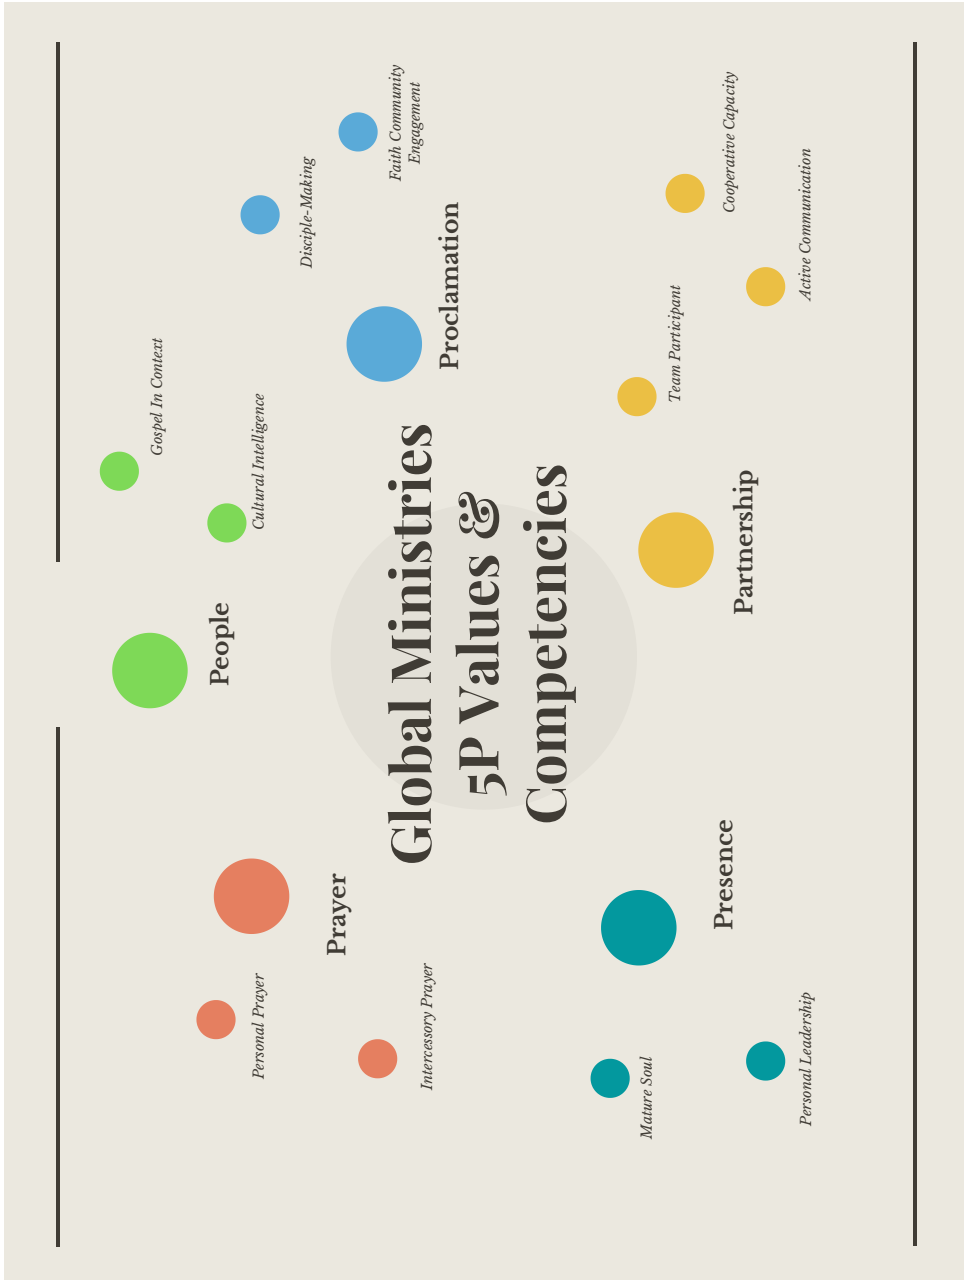 People
Gospel In Context
Cultural Intelligence
Prayer
Personal Prayer
Intercessory Prayer
Global Ministries
5P Values &
Competencies
Proclamation
Disciple-Making
Faith Community
Engagement
Presence
Mature Soul
Personal Leadership
Partnership
Team Participant
Cooperative Capacity
Active Communication